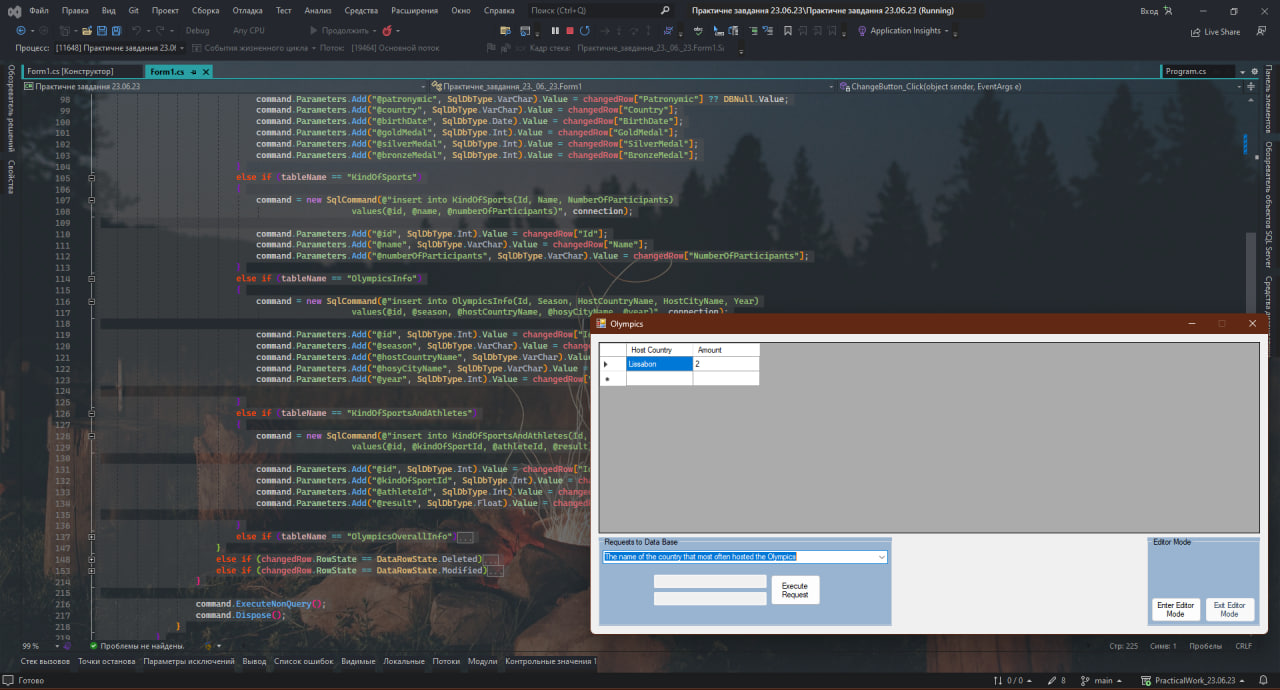 Файл Правка Вид Git Проект Сборка Отладка Тест Анализ Средства Расширения Окно Справка Поиск (Ctrl+Q) Практичне завдання 23.06.23\Практичне завдання 23.06.23 (Running) Вход
Debug Any CPU Продолжить Application Insights Live Share
Процесс: [11648] Практичне завдання 23.0 События жизненного цикла Поток: [19464] Основной поток Кадр стека: Практичне_завдання_23._06._23.Form1.Sa
Form1.cs [Конструктор] Form1.cs Program.cs
Практичне завдання 23.06.23 Практичне_завдання_23._06_23.Form1 ChangeButton_Click(object sender, EventArgs e)
Обозреватель решений
Свойства
Панель элементов
Обозреватель объектов SQL Server
98 command.Parameters.Add("@patronymic", SqlDbType.VarChar).Value = changedRow["Patronymic"] ?? DBNull.Value;
99 command.Parameters.Add("@country", SqlDbType.VarChar).Value = changedRow["Country"];
100 command.Parameters.Add("@birthDate", SqlDbType.Date).Value = changedRow["BirthDate"];
101 command.Parameters.Add("@goldMedal", SqlDbType.Int).Value = changedRow["GoldMedal"];
102 command.Parameters.Add("@silverMedal", SqlDbType.Int).Value = changedRow["SilverMedal"];
103 command.Parameters.Add("@bronzeMedal", SqlDbType.Int).Value = changedRow["BronzeMedal"];
104 }
105 else if (tableName == "KindOfSports")
106 {
107 command = new SqlCommand(@"insert into KindOfSports(Id, Name, NumberOfParticipants)
108 values(@id, @name, @numberOfParticipants)", connection);
109
110 command.Parameters.Add("@id", SqlDbType.Int).Value = changedRow["Id"];
111 command.Parameters.Add("@name", SqlDbType.VarChar).Value = changedRow["Name"];
112 command.Parameters.Add("@numberOfParticipants", SqlDbType.VarChar).Value = changedRow["NumberOfParticipants"];
113 }
114 else if (tableName == "OlympicsInfo")
115 {
116 command = new SqlCommand(@"insert into OlympicsInfo(Id, Season, HostCountryName, HostCityName, Year)
117 values(@id, @season, @hostCountryName, @hosyCityName, @year)", connection);
118
119 command.Parameters.Add("@id", SqlDbType.Int).Value = changedRow["I
120 command.Parameters.Add("@season", SqlDbType.VarChar).Value = chang
121 command.Parameters.Add("@hostCountryName", SqlDbType.VarChar).Valu
122 command.Parameters.Add("@hosyCityName", SqlDbType.VarChar).Value =
123 command.Parameters.Add("@year", SqlDbType.Int).Value = changedRow[
124
125 }
126 else if (tableName == "KindOfSportsAndAthletes")
127 {
128 command = new SqlCommand(@"insert into KindOfSportsAndAthletes(Id,
129 values(@id, @kindOfSportId, @athleteId, @result
130
131 command.Parameters.Add("@id", SqlDbType.Int).Value = changedRow["I
132 command.Parameters.Add("@kindOfSportId", SqlDbType.Int).Value = ch
133 command.Parameters.Add("@athleteId", SqlDbType.Int).Value = change
134 command.Parameters.Add("@result", SqlDbType.Float).Value = changed
135
136 }
137 else if (tableName == "OlympicsOverallInfo") ...
147 }
148 else if (changedRow.RowState == DataRowState.Deleted) ...
153 else if (changedRow.RowState == DataRowState.Modified) ...
214 }
215
216 command.ExecuteNonQuery();
217 command.Dispose();
218 }
219 }
Olympics
Host Country Amount
Lissabon 2
Requests to Data Base
The name of the country that most often hosted the Olympics
Execute Request
Editor Mode
Enter Editor Mode
Exit Editor Mode
99 % Проблемы не найдены. Стр: 225 Симв: 1 Пробелы CRLF
Стек вызовов Точки останова Параметры исключений Вывод Список ошибок Видимые Локальные Потоки Модули Контрольные значения 1
Готово 0 / 0 8 main PracticalWork_23.06.23